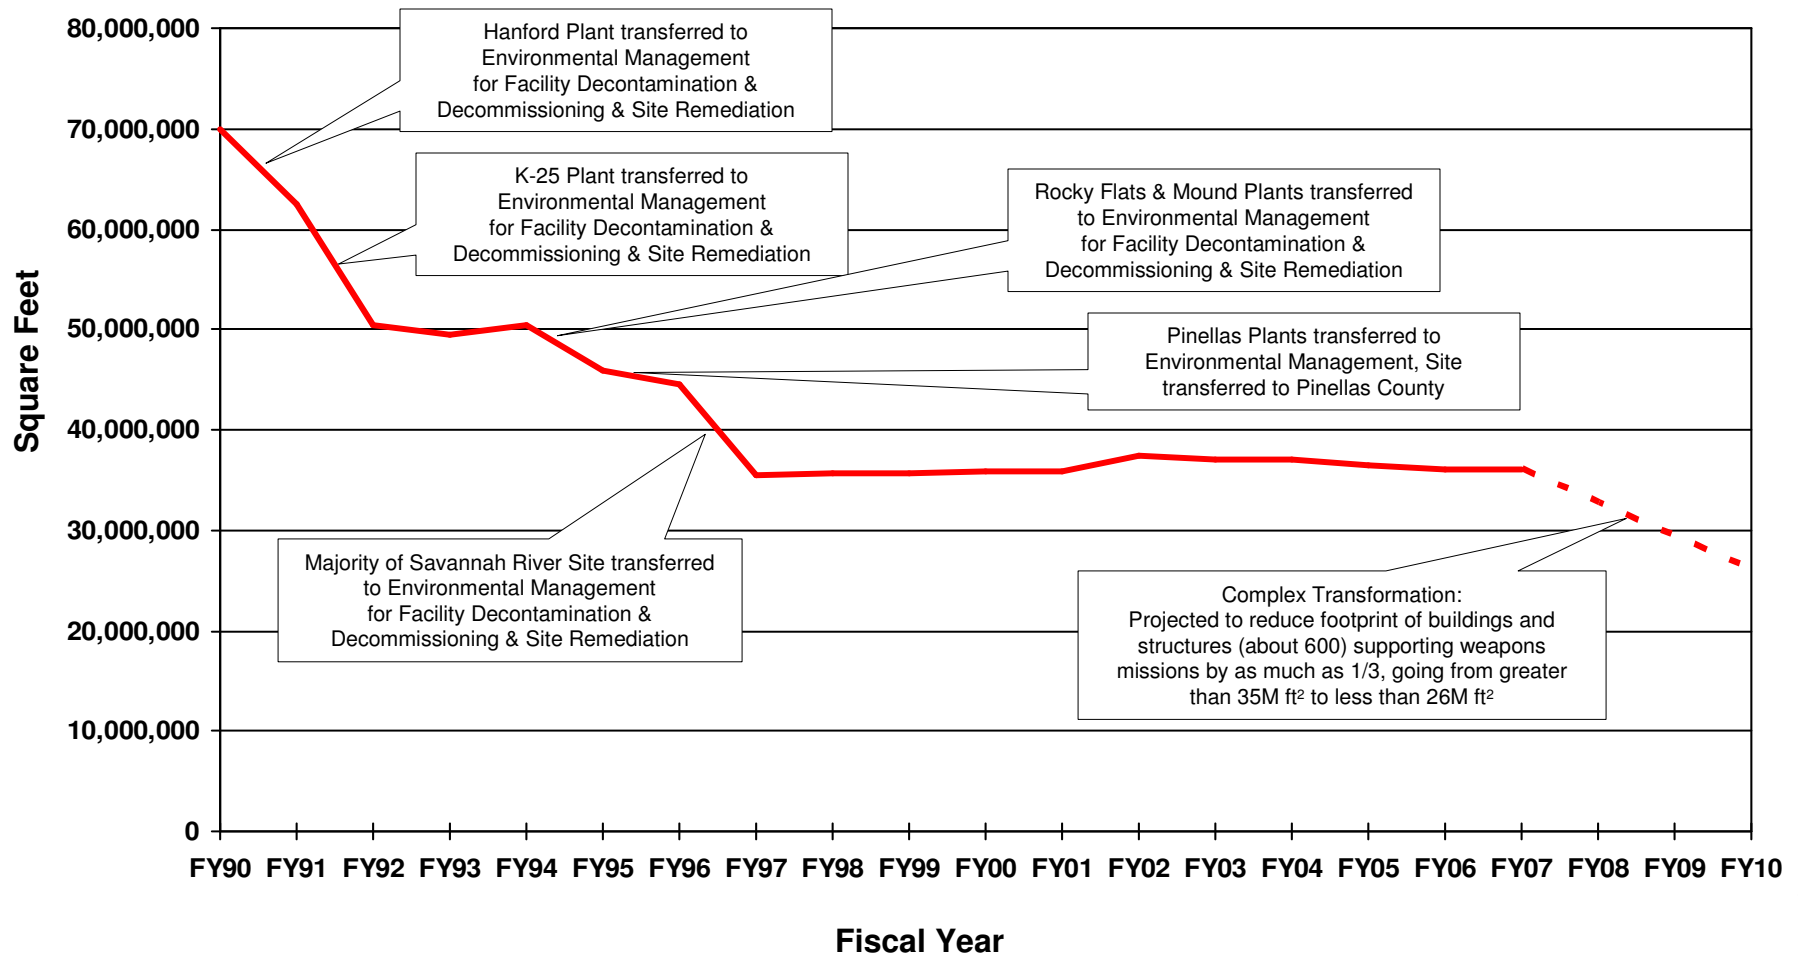 80,000,000
70,000,000
60,000,000
50,000,000
40,000,000
30,000,000
20,000,000
10,000,000
0
Square Feet
Hanford Plant transferred to
Environmental Management
for Facility Decontamination &
Decommissioning & Site Remediation
K-25 Plant transferred to
Environmental Management
for Facility Decontamination &
Decommissioning & Site Remediation
Rocky Flats & Mound Plants transferred
to Environmental Management
for Facility Decontamination &
Decommissioning & Site Remediation
Pinellas Plants transferred to
Environmental Management, Site
transferred to Pinellas County
Majority of Savannah River Site transferred
to Environmental Management
for Facility Decontamination &
Decommissioning & Site Remediation
Complex Transformation:
Projected to reduce footprint of buildings and
structures (about 600) supporting weapons
missions by as much as 1/3, going from greater
than 35M ft² to less than 26M ft²
FY90 FY91 FY92 FY93 FY94 FY95 FY96 FY97 FY98 FY99 FY00 FY01 FY02 FY03 FY04 FY05 FY06 FY07 FY08 FY09 FY10
Fiscal Year